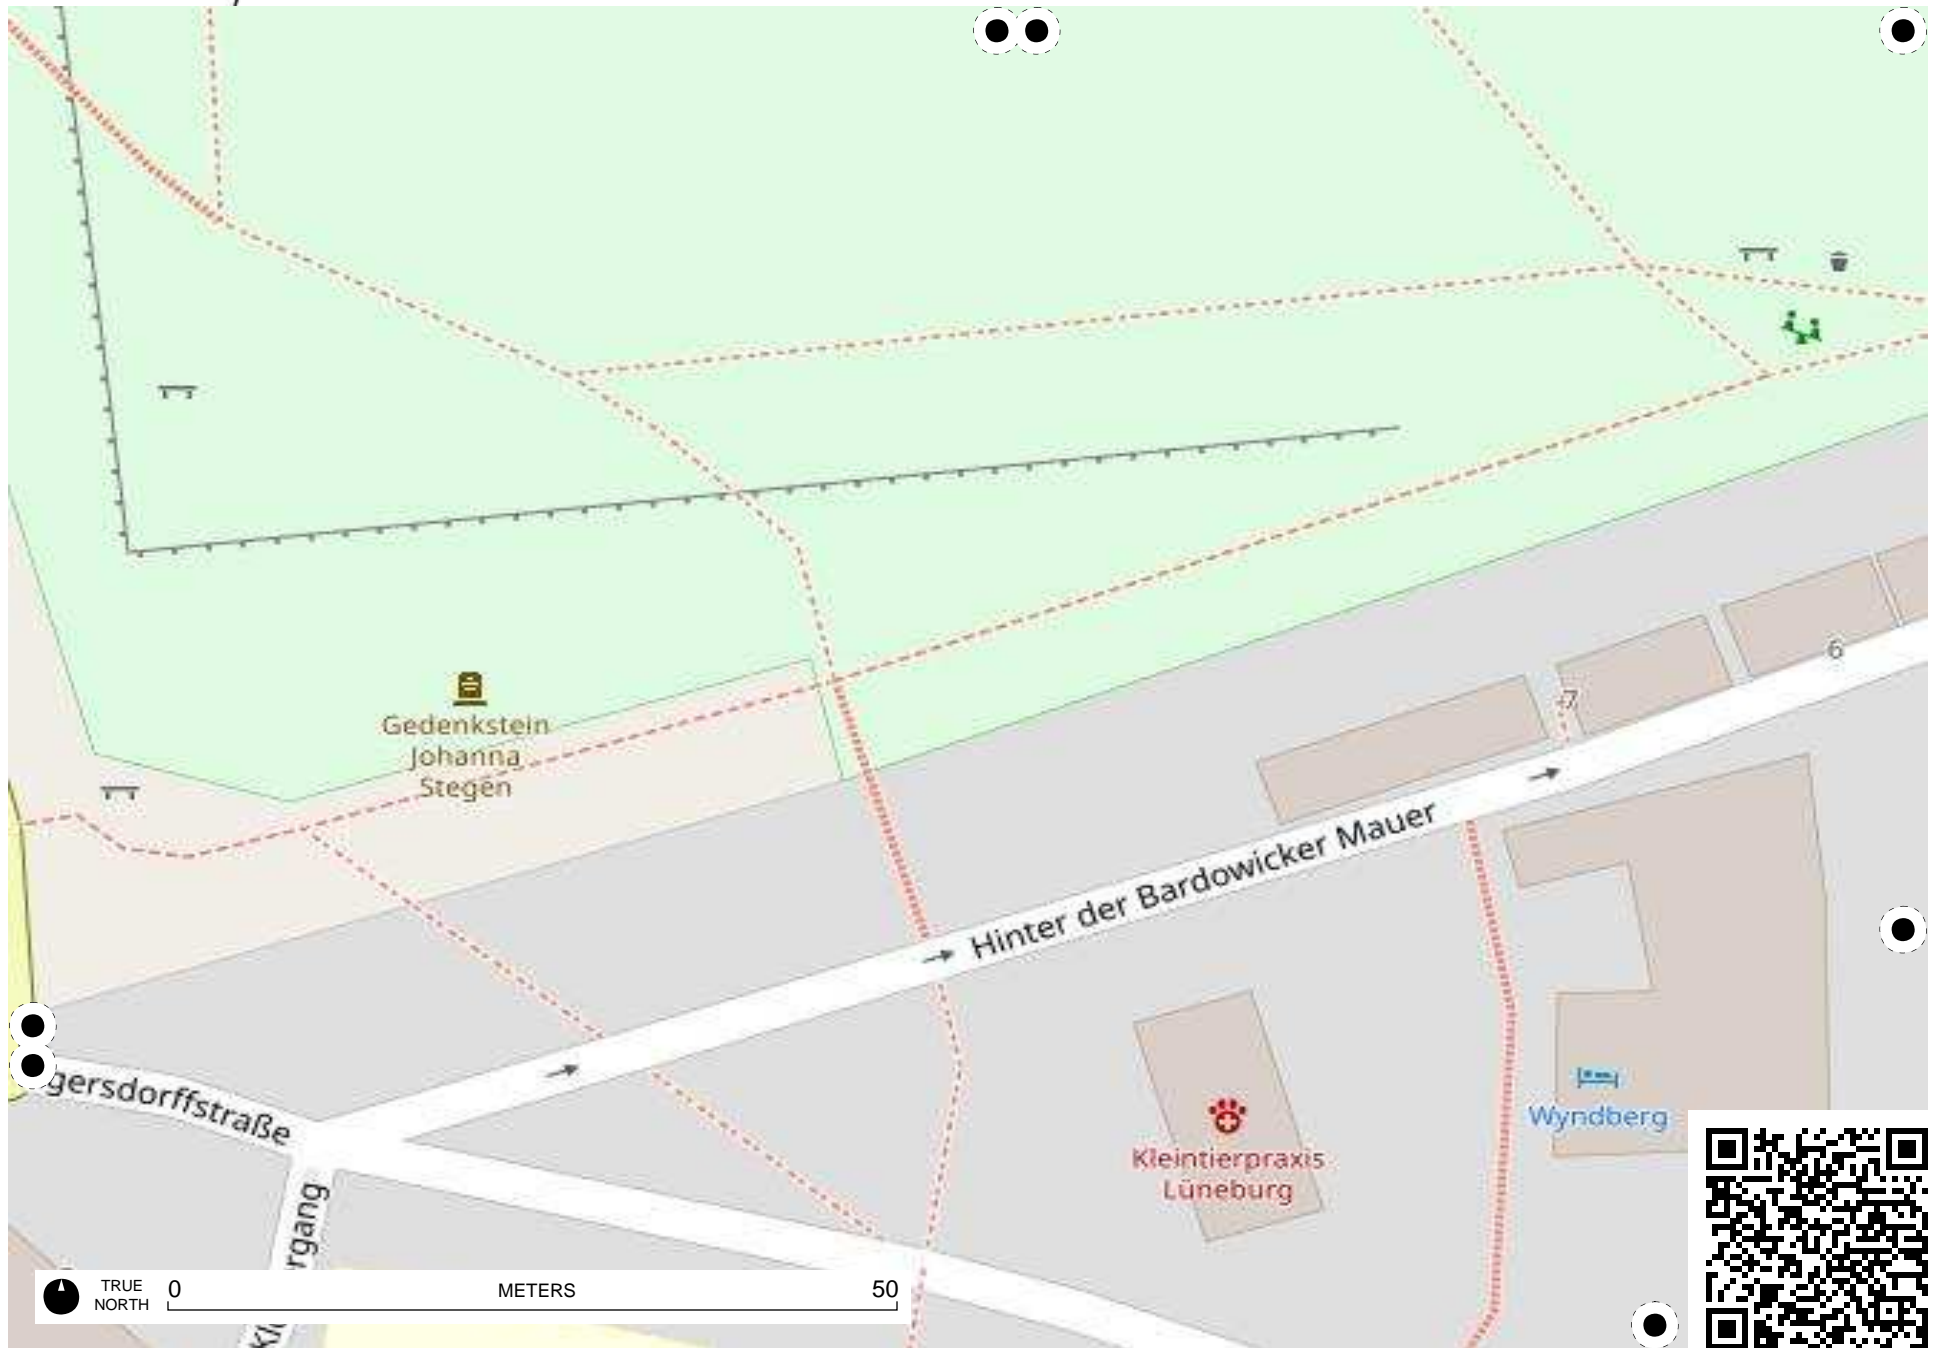 Gedenkstein
Johanna
Stegen
7
6
Hinter der Bardowicker Mauer
gersdorffstraße
Wyndberg
Kleintierpraxis
Lüneburg
rgang
TRUE
NORTH
0
METERS
50